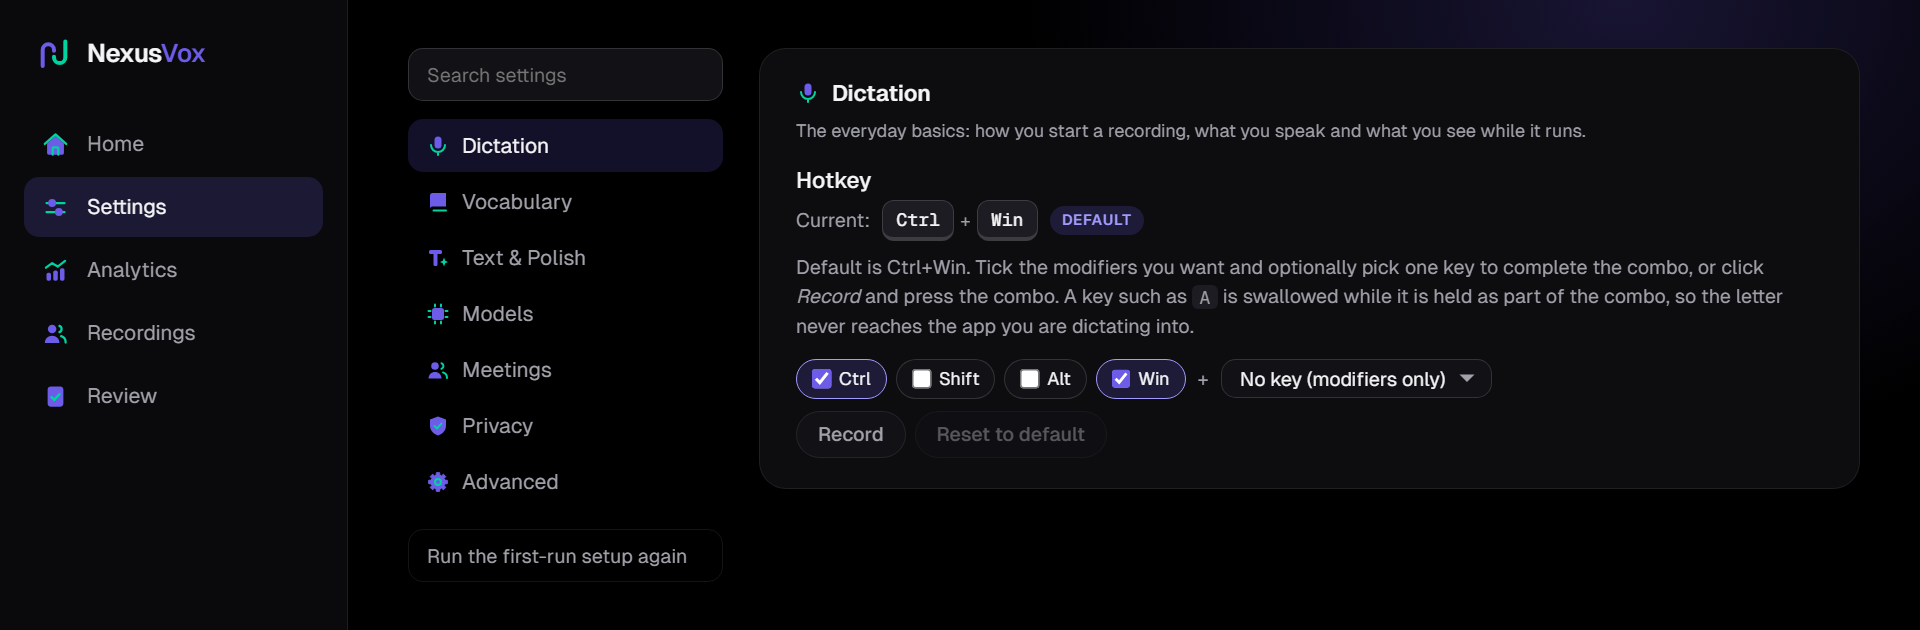 NexusVox
Home
Settings
Analytics
Recordings
Review
Search settings
Dictation
Vocabulary
Text & Polish
Models
Meetings
Privacy
Advanced
Run the first-run setup again
Dictation
The everyday basics: how you start a recording, what you speak and what you see while it runs.
Hotkey
Current: Ctrl + Win DEFAULT
Default is Ctrl+Win. Tick the modifiers you want and optionally pick one key to complete the combo, or click
Record and press the combo. A key such as A is swallowed while it is held as part of the combo, so the letter
never reaches the app you are dictating into.
Ctrl Shift Alt Win + No key (modifiers only)
Record Reset to default